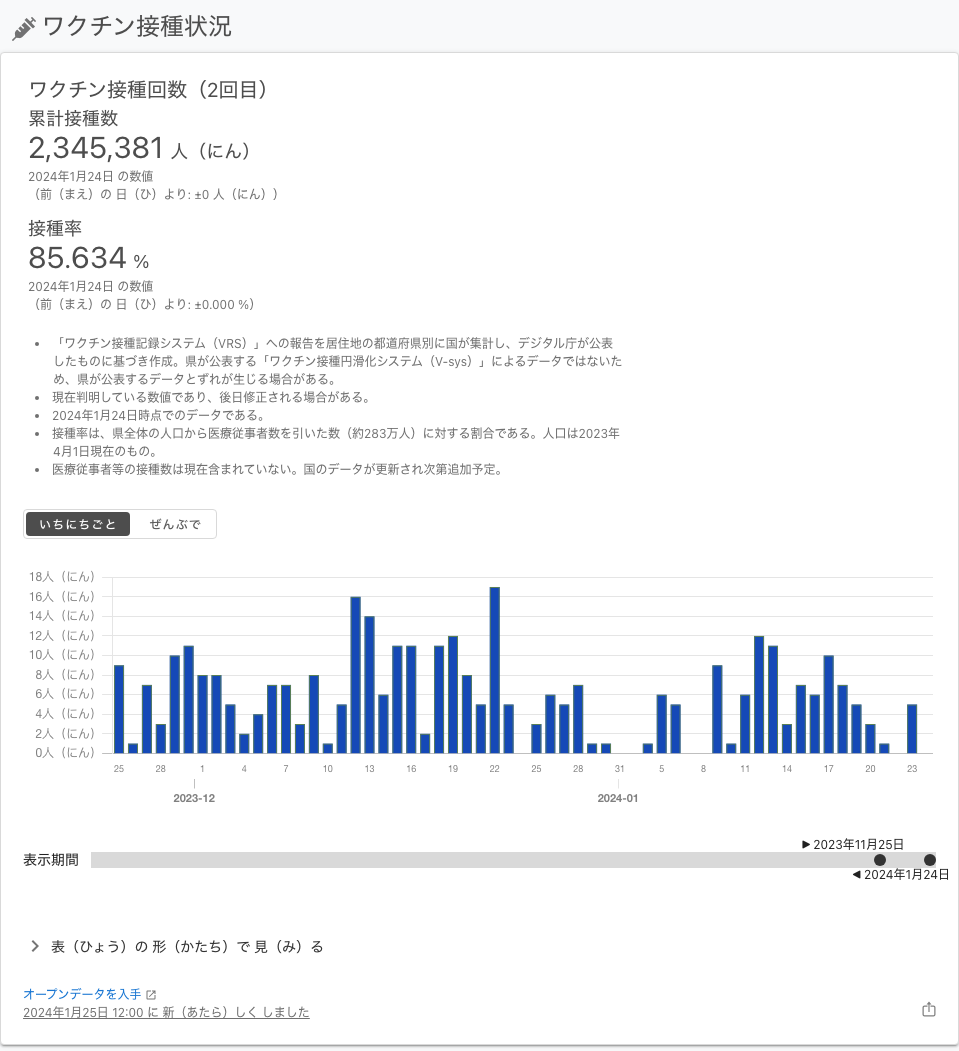 ワクチン接種状況
ワクチン接種回数（2回目）
累計接種数
2,345,381 人（にん）
2024年1月24日 の数値
（前（まえ）の 日（ひ）より: ±0 人（にん））
接種率
85.634 %
2024年1月24日 の数値
（前（まえ）の 日（ひ）より: ±0.000 %）
• 「ワクチン接種記録システム（VRS）」への報告を居住地の都道府県別に国が集計し、デジタル庁が公表
したものに基づき作成。県が公表する「ワクチン接種円滑化システム（V-sys）」によるデータではないた
め、県が公表するデータとずれが生じる場合がある。
• 現在判明している数値であり、後日修正される場合がある。
• 2024年1月24日時点でのデータである。
• 接種率は、県全体の人口から医療従事者数を引いた数（約283万人）に対する割合である。人口は2023年
4月1日現在のもの。
• 医療従事者等の接種数は現在含まれていない。国のデータが更新され次第追加予定。
いちにちごと ぜんぶで
18人（にん）
16人（にん）
14人（にん）
12人（にん）
10人（にん）
8人（にん）
6人（にん）
4人（にん）
2人（にん）
0人（にん）
25 28 1 4 7 10 13 16 19 22 25 28 31 5 8 11 14 17 20 23
2023-12 2024-01
▶ 2023年11月25日
表示期間
◀ 2024年1月24日
表（ひょう）の 形（かたち）で 見（み）る
オープンデータを入手
2024年1月25日 12:00 に 新（あたら）しく しました